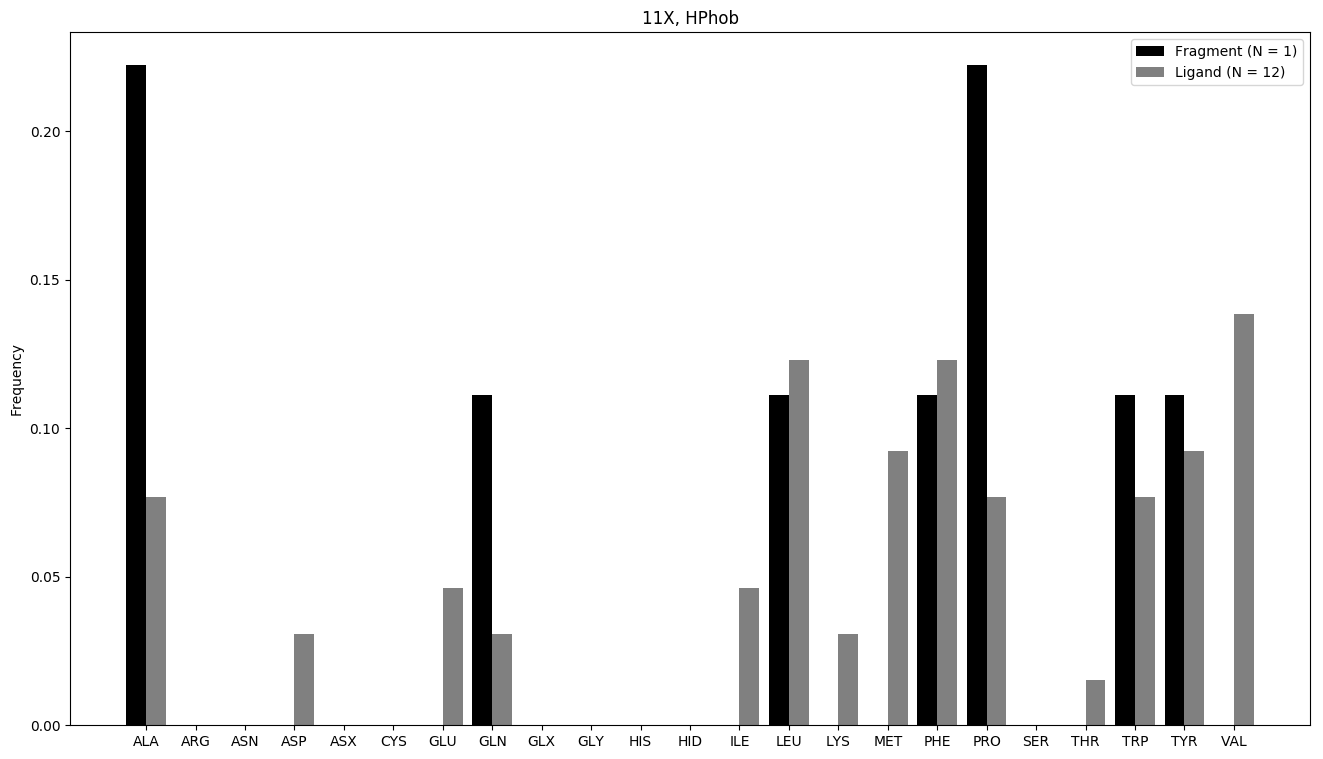 11X, HPhob
Fragment (N = 1)
Ligand (N = 12)
Frequency
0.20
0.15
0.10
0.05
0.00
ALA ARG ASN ASP ASX CYS GLU GLN GLX GLY HIS HID ILE LEU LYS MET PHE PRO SER THR TRP TYR VAL